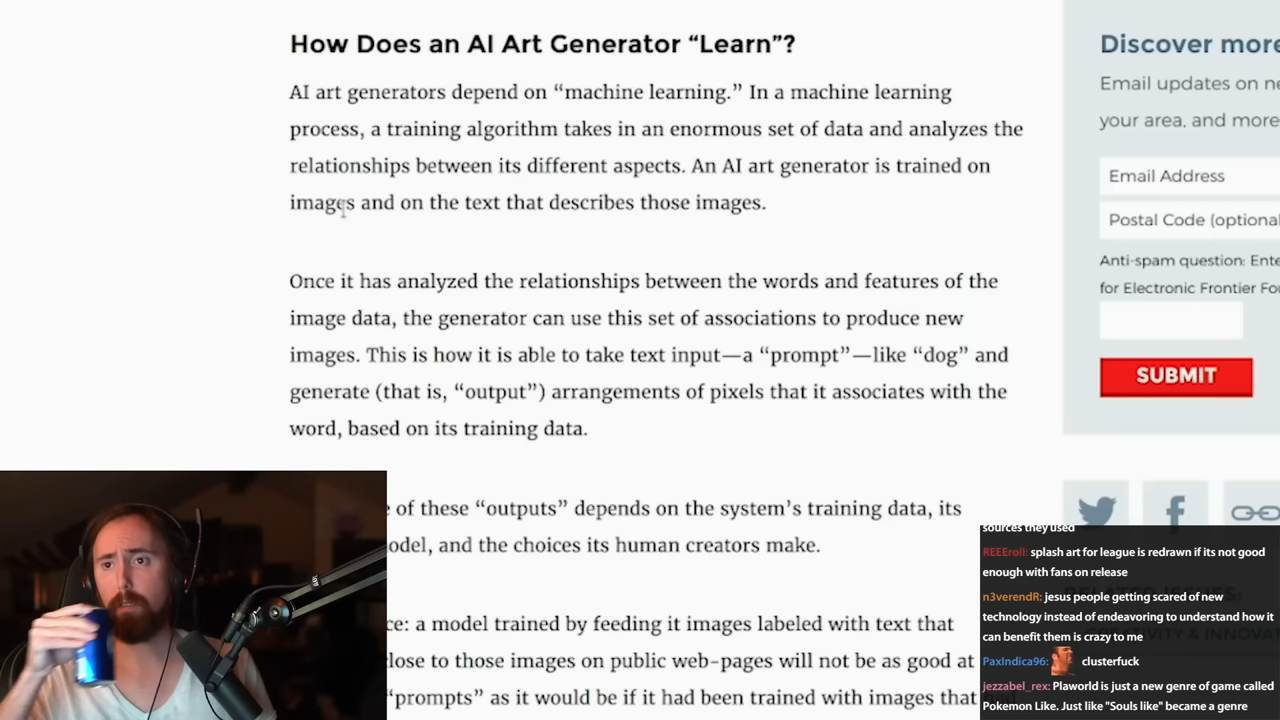 How Does an AI Art Generator “Learn”?
AI art generators depend on “machine learning.” In a machine learning
process, a training algorithm takes in an enormous set of data and analyzes the
relationships between its different aspects. An AI art generator is trained on
images and on the text that describes those images.
Once it has analyzed the relationships between the words and features of the
image data, the generator can use this set of associations to produce new
images. This is how it is able to take text input—a “prompt”—like “dog” and
generate (that is, “output”) arrangements of pixels that it associates with the
word, based on its training data.
of these “outputs” depends on the system’s training data, its
and the choices its human creators make.
a model trained by feeding it images labeled with text that
to those images on public web-pages will not be as good at
“prompts” as it would be if it had been trained with images that
Discover more
Email updates on
your area, and more
Email Address
Postal Code (optional
Anti-spam question:
for Electronic Frontier
SUBMIT
sources they used
REEEroll: splash art for league is redrawn if its not good
enough with fans on release
n3verendR: jesus people getting scared of new
technology instead of endeavoring to understand how it
can benefit them is crazy to me
PaxIndica96: clusterfuck
jezzabel_rex: Plaworld is just a new genre of game called
Pokemon Like. Just like "Souls like" became a genre